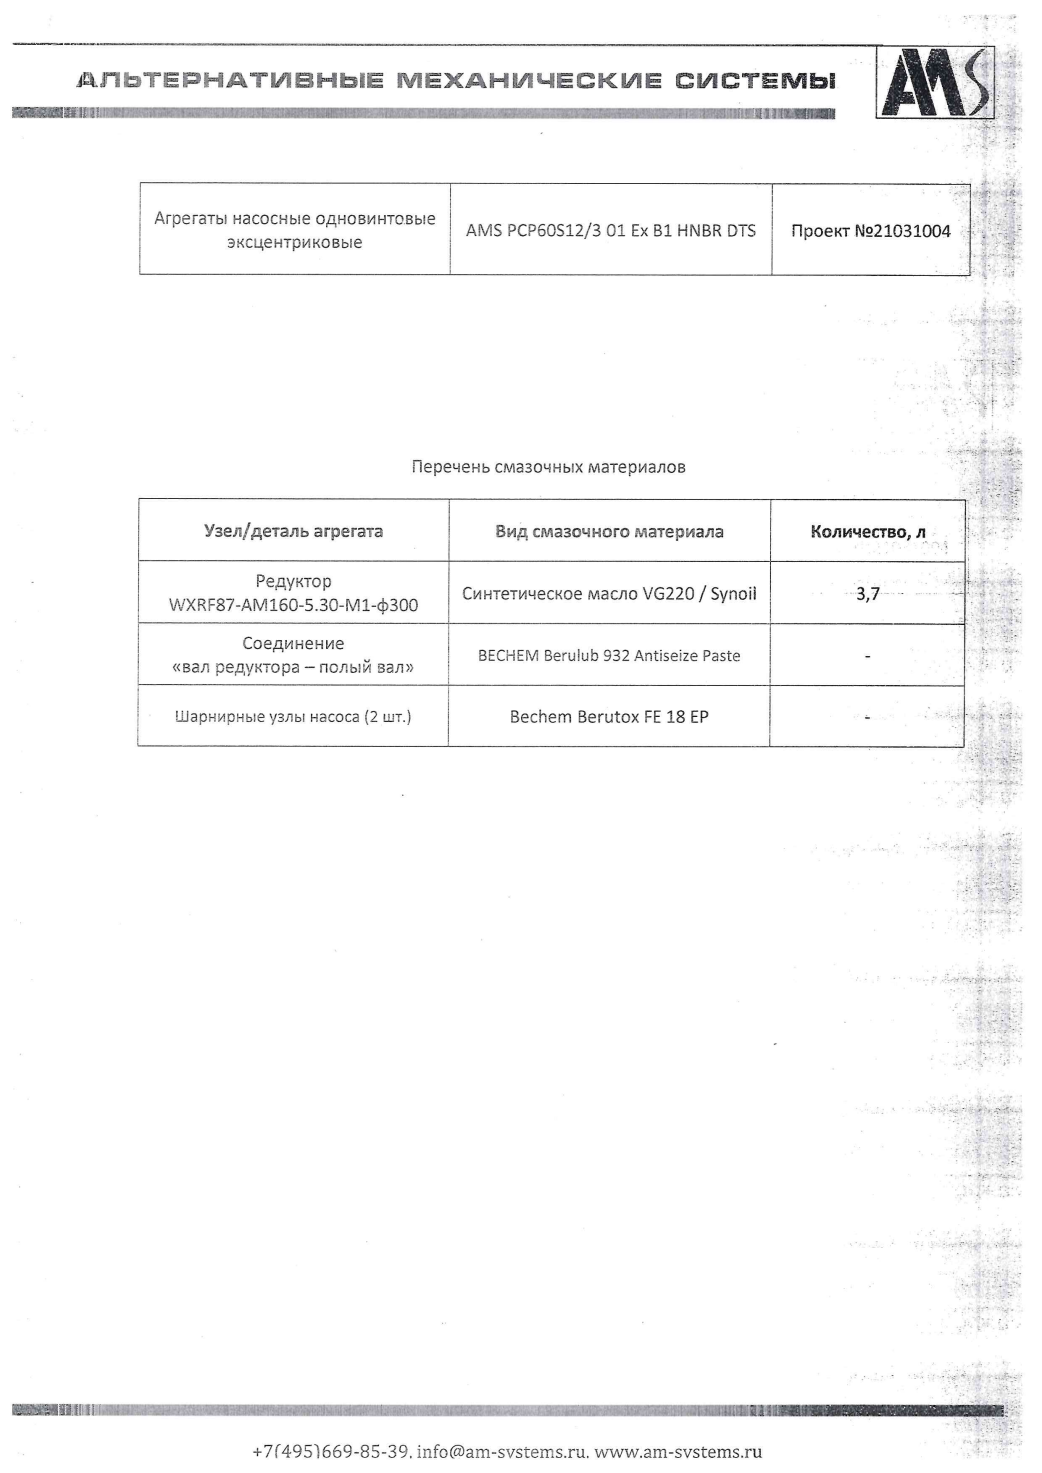 АЛЬТЕРНАТИВНЫЕ МЕХАНИЧЕСКИЕ СИСТЕМЫ
AMS
Агрегаты насосные одновинтовые
эксцентриковые
AMS PCP60S12/3 01 Ex B1 HNBR DTS
Проект №21031004
Перечень смазочных материалов
Узел/деталь агрегата
Вид смазочного материала
Количество, л
Редуктор
WXRF87-AM160-5.30-M1-ф300
Синтетическое масло VG220 / Synoil
3,7
Соединение
«вал редуктора – полый вал»
BECHEM Berulub 932 Antiseize Paste
-
Шарнирные узлы насоса (2 шт.)
Bechem Berutox FE 18 EP
-
+7(495)669-85-39, info@am-systems.ru, www.am-systems.ru